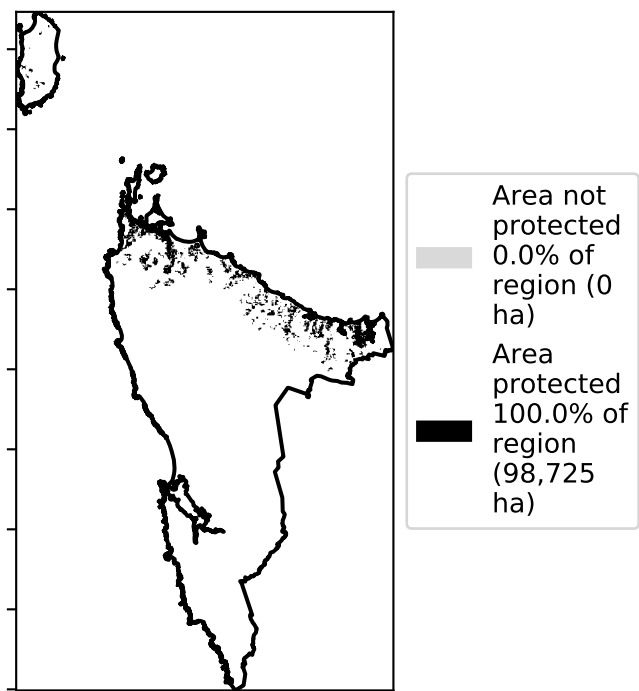 Area not
protected
0.0% of
region (0
ha)
Area
protected
100.0% of
region
(98,725
ha)